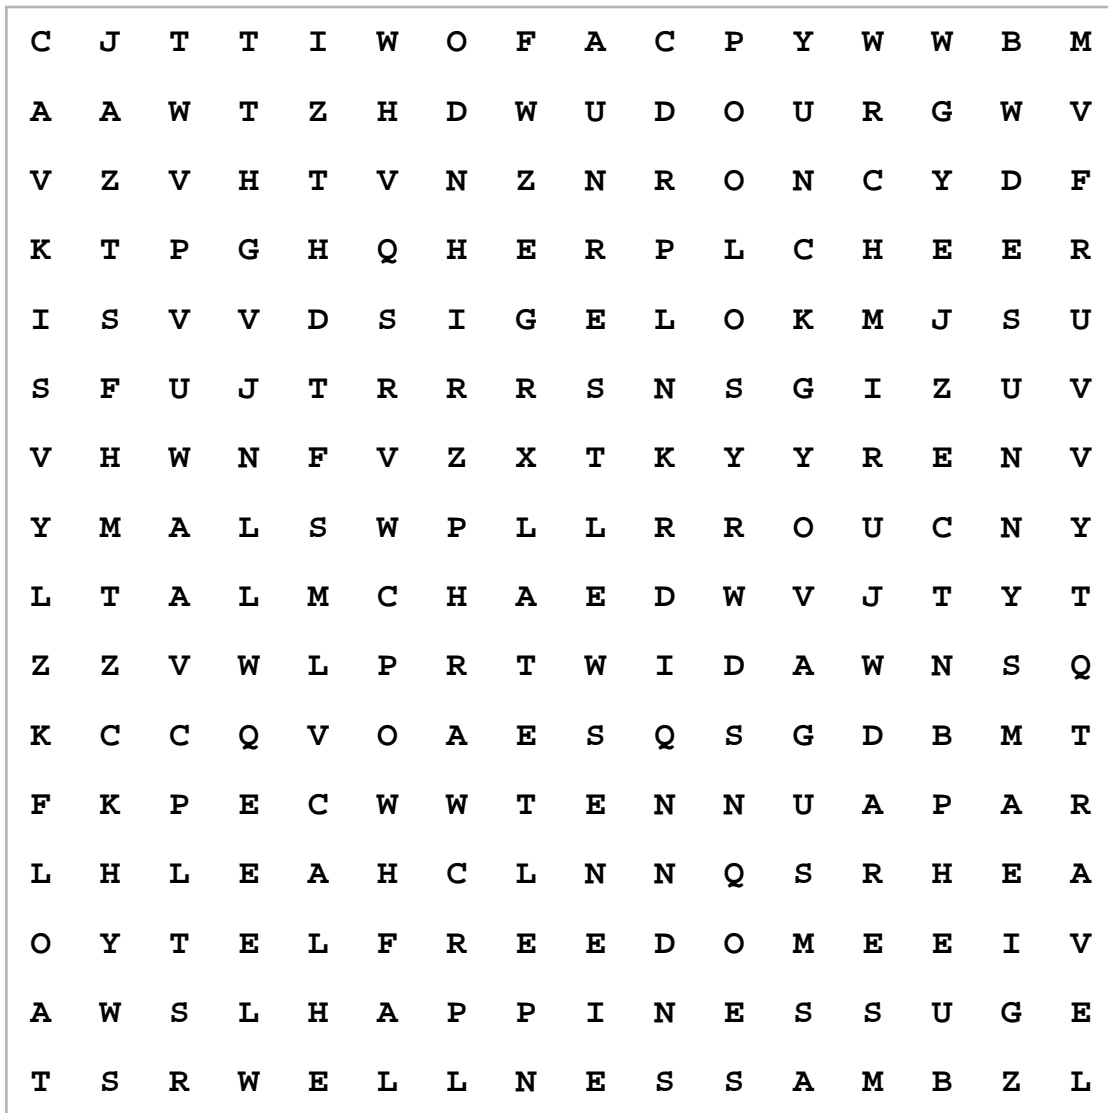 C J T T I W O F A C P Y W W B M
A A W T Z H D W U D O U R G W V
V Z V H T V N Z N R O N C Y D F
K T P G H Q H E R P L C H E E R
I S V V D S I G E L O K M J S U
S F U J T R R R S N S G I Z U V
V H W N F V Z X T K Y Y R E N V
Y M A L S W P L L R R O U C N Y
L T A L M C H A E D W V J T Y T
Z Z V W L P R T W I D A W N S Q
K C C Q V O A E S Q S G D B M T
F K P E C W W T E N N U A P A R
L H L E A H C L N N Q S R H E A
O Y T E L F R E E D O M E E I V
A W S L H A P P I N E S S U G E
T S R W E L L N E S S A M B Z L